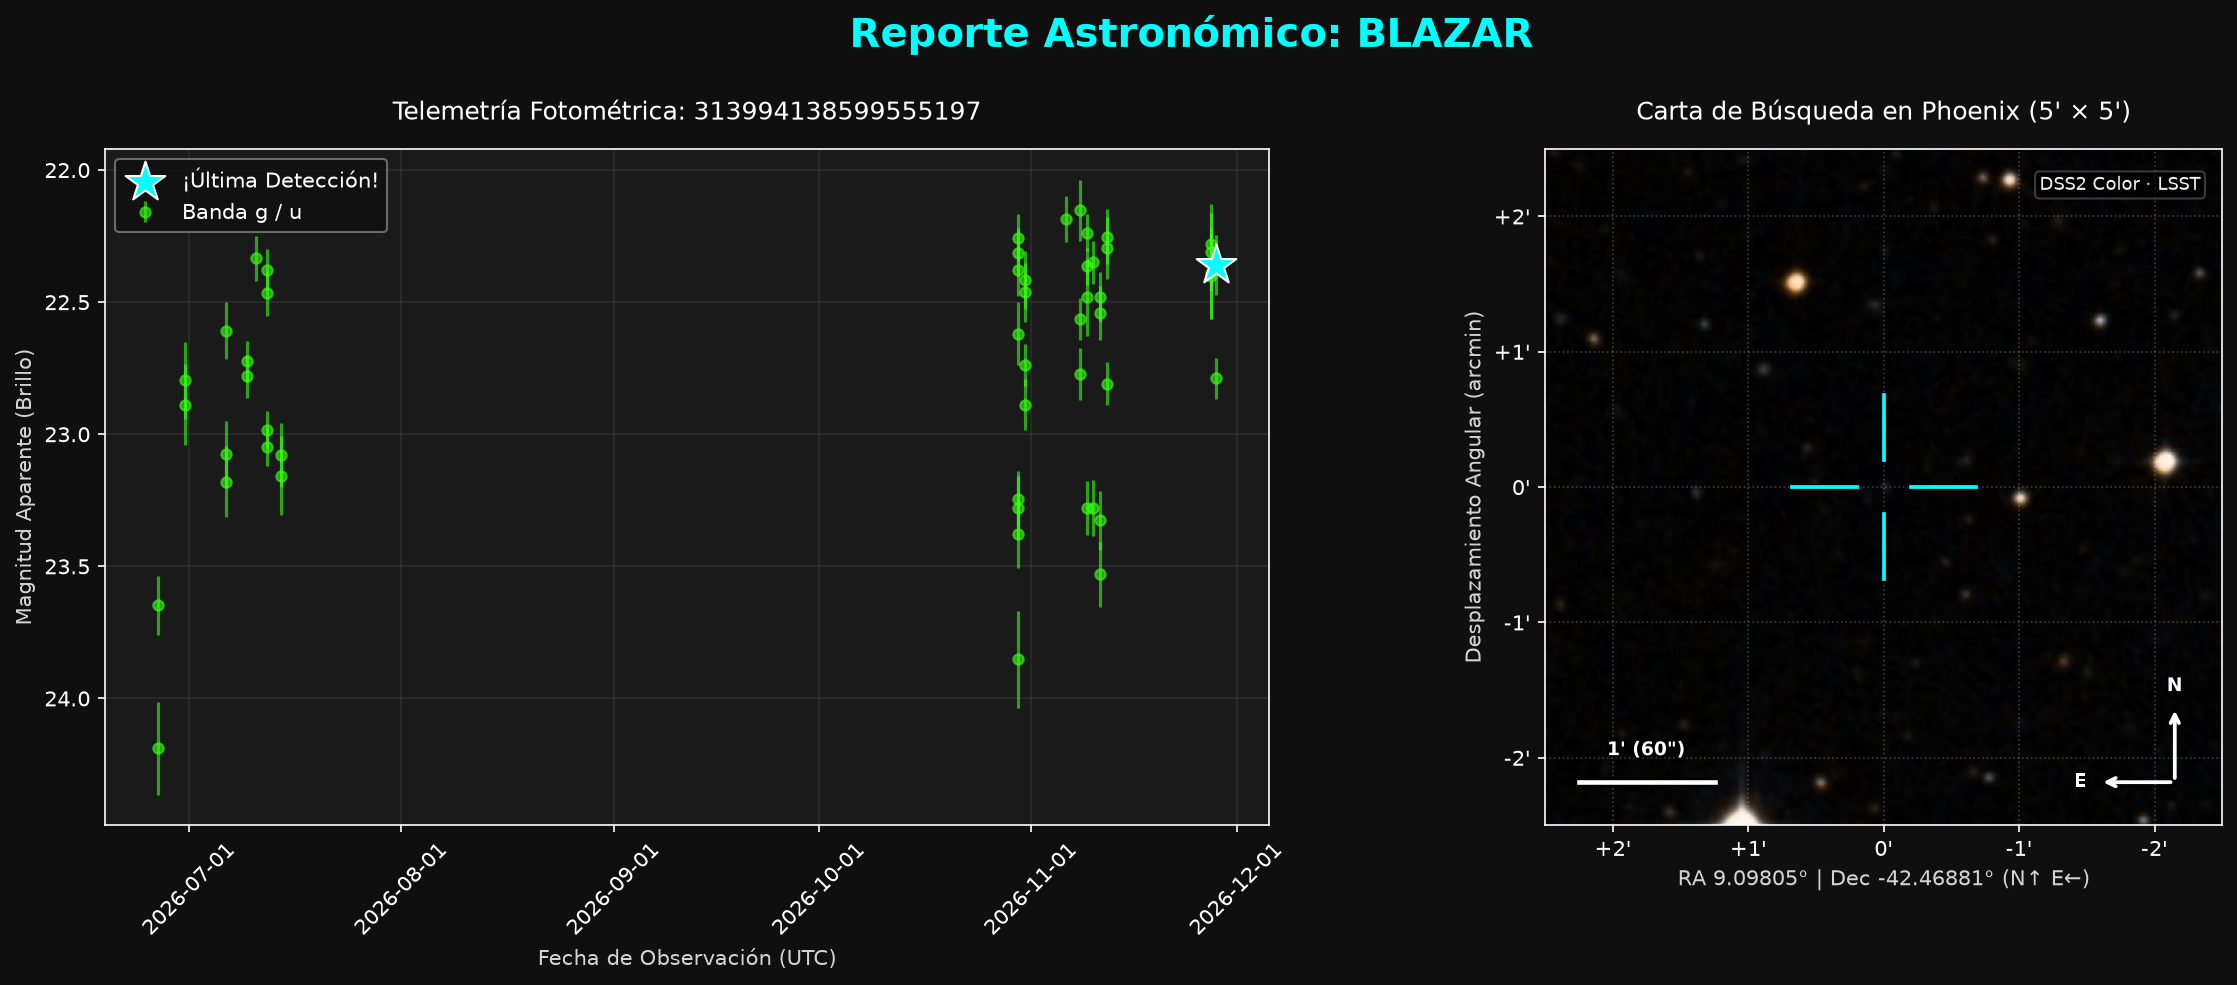 Reporte Astronómico: BLAZAR
Telemetría Fotométrica: 313994138599555197
¡Última Detección!
Banda g / u
Magnitud Aparente (Brillo)
22.0
22.5
23.0
23.5
24.0
2026-07-01
2026-08-01
2026-09-01
2026-10-01
2026-11-01
2026-12-01
Fecha de Observación (UTC)
Carta de Búsqueda en Phoenix (5' × 5')
DSS2 Color · LSST
Desplazamiento Angular (arcmin)
+2'
+1'
0'
-1'
-2'
N
E
1' (60")
+2'
+1'
0'
-1'
-2'
RA 9.09805° | Dec -42.46881° (N↑ E←)